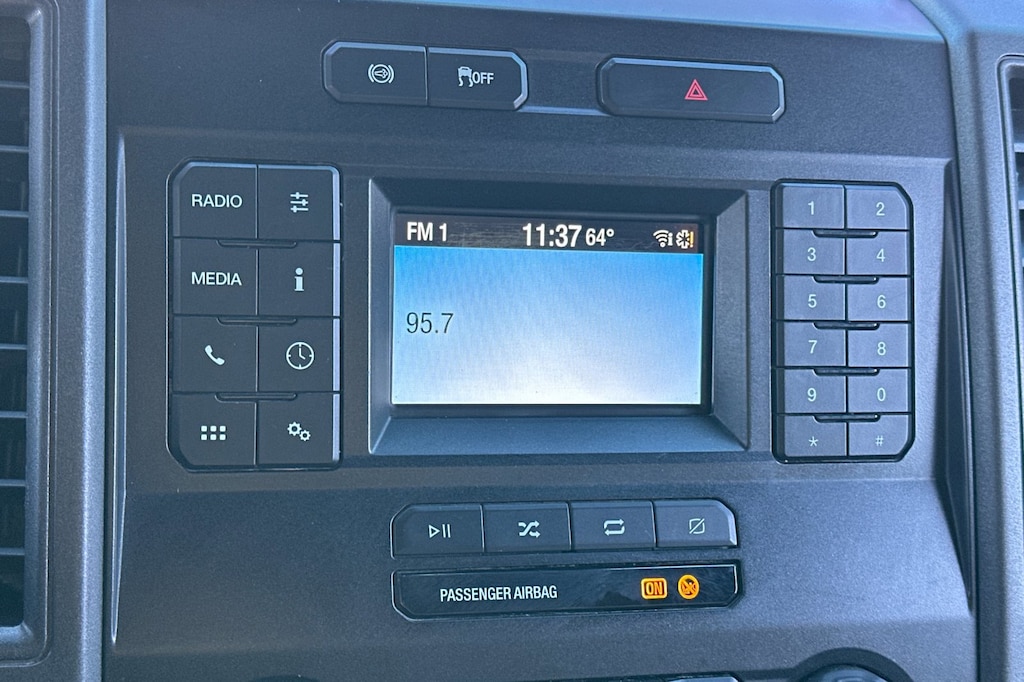 OFF
RADIO
MEDIA
FM 1 11:37 64°
95.7
1 2
3 4
5 6
7 8
9 0
* #
PASSENGER AIRBAG ON